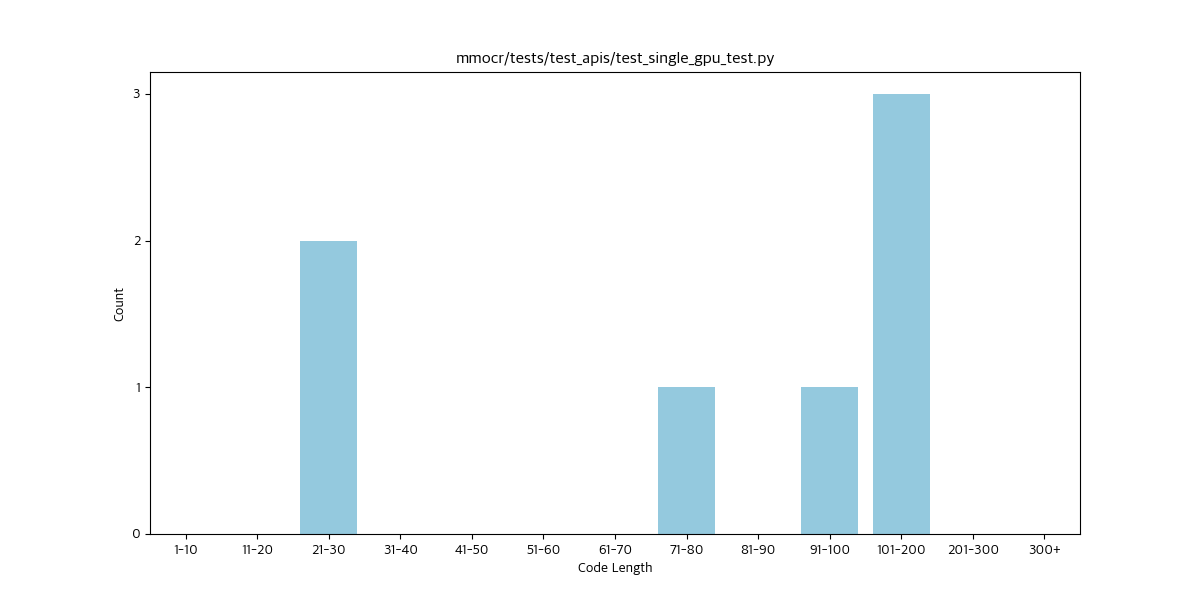 mmocr/tests/test_apis/test_single_gpu_test.py
3
2
1
0
Count
1-10 11-20 21-30 31-40 41-50 51-60 61-70 71-80 81-90 91-100 101-200 201-300 300+
Code Length